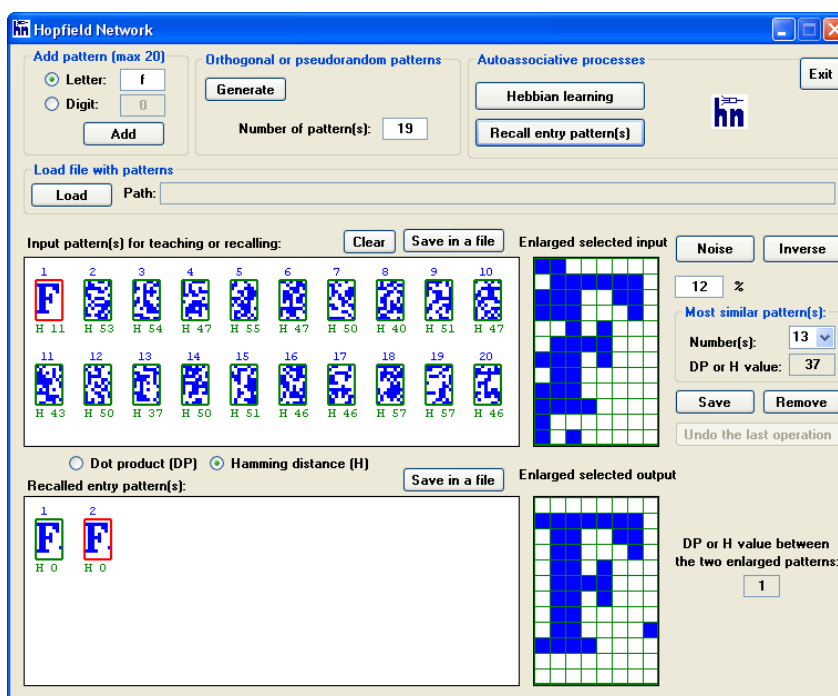 hn Hopfield Network
Add pattern (max 20)
Letter: f
Digit: 0
Add
Orthogonal or pseudorandom patterns
Generate
Number of pattern(s): 19
Autoassociative processes
Hebbian learning
Recall entry pattern(s)
hn
Exit
Load file with patterns
Load Path:
Input pattern(s) for teaching or recalling: Clear Save in a file
1 2 3 4 5 6 7 8 9 10
F
H 11 H 53 H 54 H 47 H 55 H 47 H 50 H 40 H 51 H 47
11 12 13 14 15 16 17 18 19 20
H 43 H 50 H 37 H 50 H 51 H 46 H 46 H 57 H 57 H 46
Enlarged selected input
Noise Inverse
12 %
Most similar pattern(s):
Number(s): 13
DP or H value: 37
Save Remove
Undo the last operation
Dot product (DP) Hamming distance (H)
Recalled entry pattern(s): Save in a file
1 2
F F
H 0 H 0
Enlarged selected output
DP or H value between
the two enlarged patterns:
1